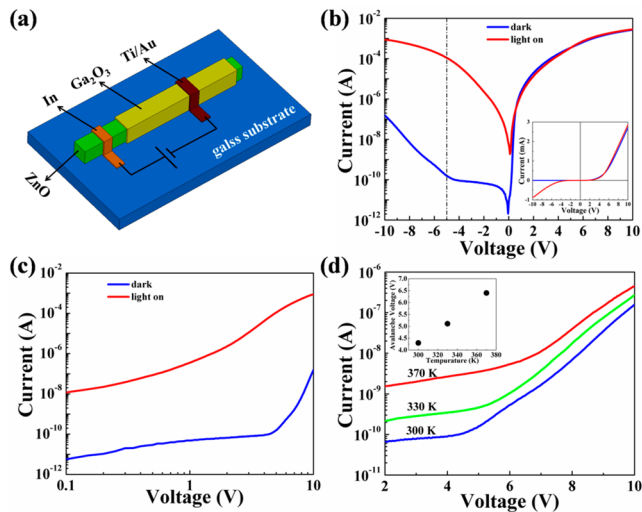 (a)
Ti/Au
Ga2O3
In
galss substrate
ZnO
(b)
10^-2
10^-4
10^-6
10^-8
10^-10
10^-12
Current (A)
dark
light on
3
2
1
0
-1
Current (mA)
-10 -8 -6 -4 -2 0 2 4 6 8 10
Voltage (V)
-10 -8 -6 -4 -2 0 2 4 6 8 10
Voltage (V)
(c)
10^-2
10^-4
10^-6
10^-8
10^-10
10^-12
Current (A)
dark
light on
0.1 1 10
Voltage (V)
(d)
10^-6
10^-7
10^-8
10^-9
10^-10
10^-11
Current (A)
7.0
6.5
6.0
5.5
5.0
4.5
4.0
Avalanche Voltage (V)
300 320 340 360 380
Tempurature (K)
370 K
330 K
300 K
2 4 6 8 10
Voltage (V)